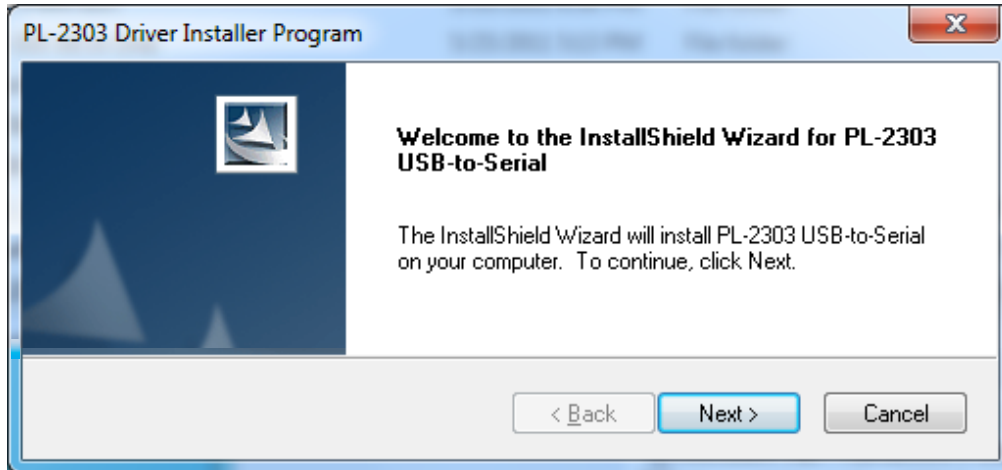 PL-2303 Driver Installer Program
Welcome to the InstallShield Wizard for PL-2303
USB-to-Serial
The InstallShield Wizard will install PL-2303 USB-to-Serial
on your computer.  To continue, click Next.
< Back
Next >
Cancel